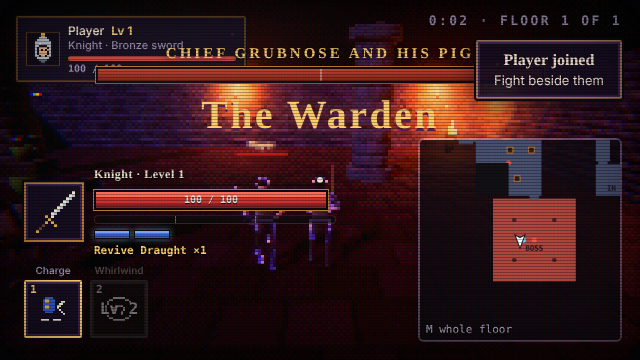 Player Lv 1
Knight · Bronze sword
100 /
0:02 · FLOOR 1 OF 1
CHIEF GRUBNOSE AND HIS PIG
Player joined
Fight beside them
The Warden
Knight · Level 1
100 / 100
Revive Draught ×1
Charge
Whirlwind
1
2
Lv 2
BOSS
M whole floor